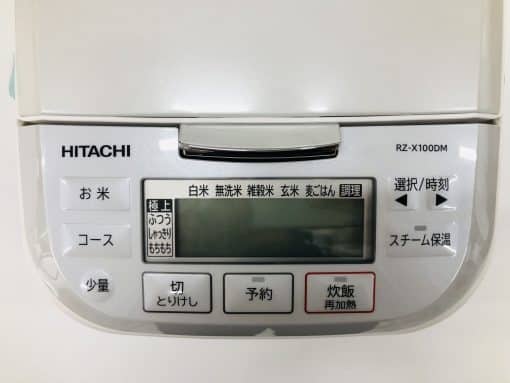 HITACHI
RZ-X100DM
お米
コース
少量
白米 無洗米 雑穀米 玄米 麦ごはん 調理
極上
ふつう
しゃっきり
もちもち
選択/時刻
◀ ▶
スチーム保温
切
とりけし
予約
炊飯
再加熱